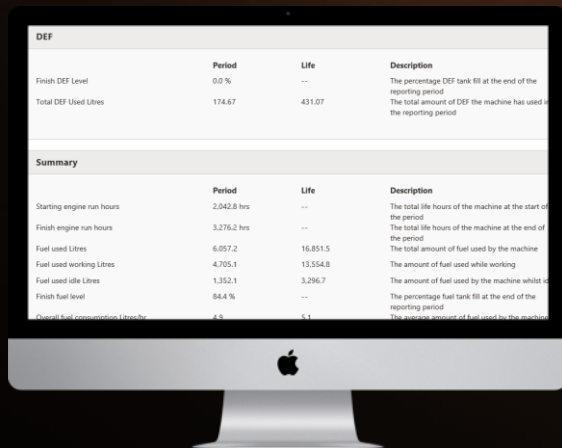 DEF
Period Life Description
Finish DEF Level 0.0 % -- The percentage DEF tank fill at the end of the
reporting period
Total DEF Used Litres 174.67 431.07 The total amount of DEF the machine has used in
the reporting period
Summary
Period Life Description
Starting engine run hours 2,042.8 hrs -- The total life hours of the machine at the start of
the period
Finish engine run hours 3,276.2 hrs -- The total life hours of the machine at the end of
the period
Fuel used Litres 6,057.2 16,851.5 The total amount of fuel used by the machine
Fuel used working Litres 4,705.1 13,554.8 The amount of fuel used while working
Fuel used idle Litres 1,352.1 3,296.7 The amount of fuel used by the machine whilst
Finish fuel level 84.4 % -- The percentage fuel tank fill at the end of the
reporting period
Overall fuel consumption Litres/hr 4.9 5.1 The average amount of fuel used by the machine